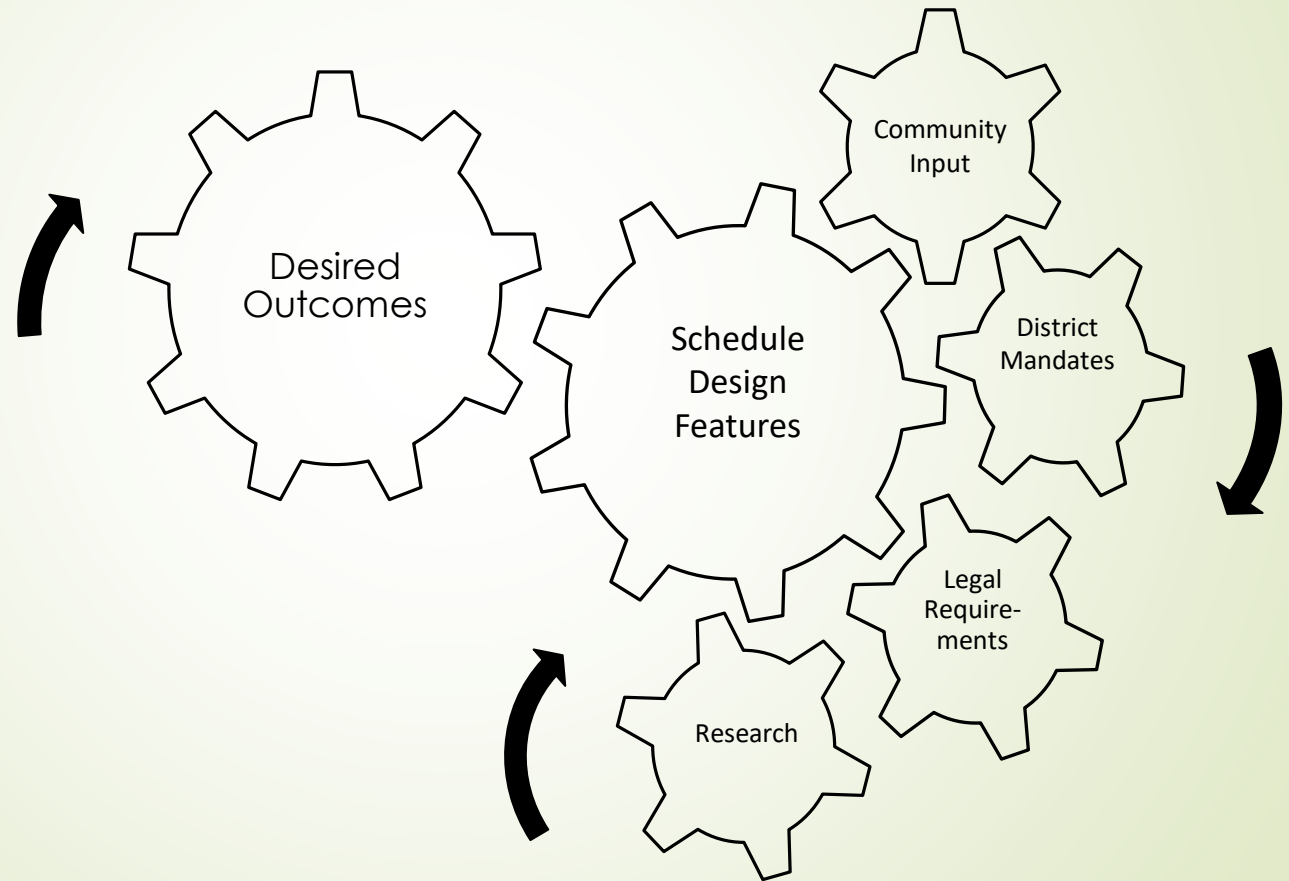 Desired
Outcomes
Schedule
Design
Features
Community
Input
District
Mandates
Legal
Require-
ments
Research